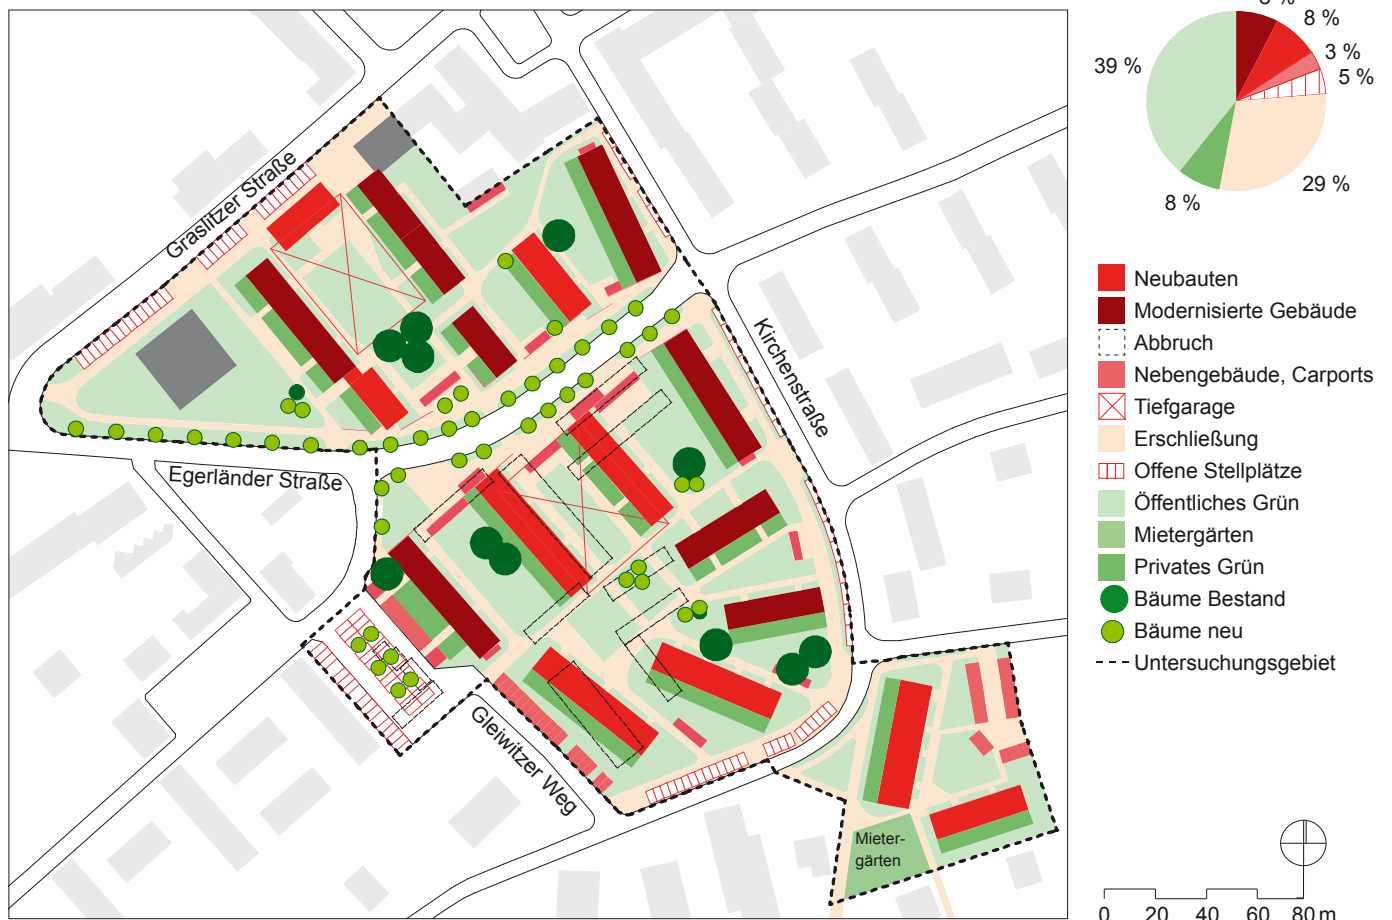 8 %
3 %
5 %
39 %
29 %
8 %
Graslitzer Straße
Kirchenstraße
Egerländer Straße
Gleiwitzer Weg
Mieter-
gärten
Neubauten
Modernisierte Gebäude
Abbruch
Nebengebäude, Carports
Tiefgarage
Erschließung
Offene Stellplätze
Öffentliches Grün
Mietergärten
Privates Grün
Bäume Bestand
Bäume neu
Untersuchungsgebiet
0 20 40 60 80 m